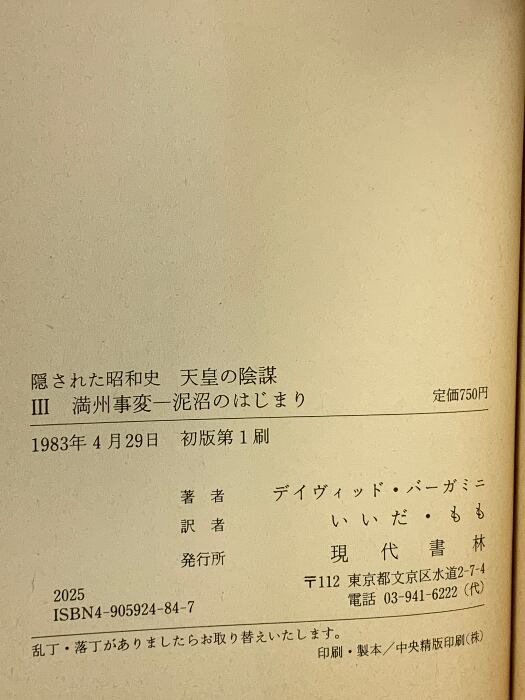 隠された昭和史　天皇の陰謀
Ⅲ　満州事変—泥沼のはじまり　定価750円
1983年4月29日　初版第1刷
著者　デイヴィッド・バーガミニ
訳者　いいだ・もも
発行所　現代書林
〒112 東京都文京区水道2-7-4
電話 03-941-6222（代）
2025
ISBN4-905924-84-7
乱丁・落丁がありましたらお取り替えいたします。
印刷・製本／中央精版印刷㈱